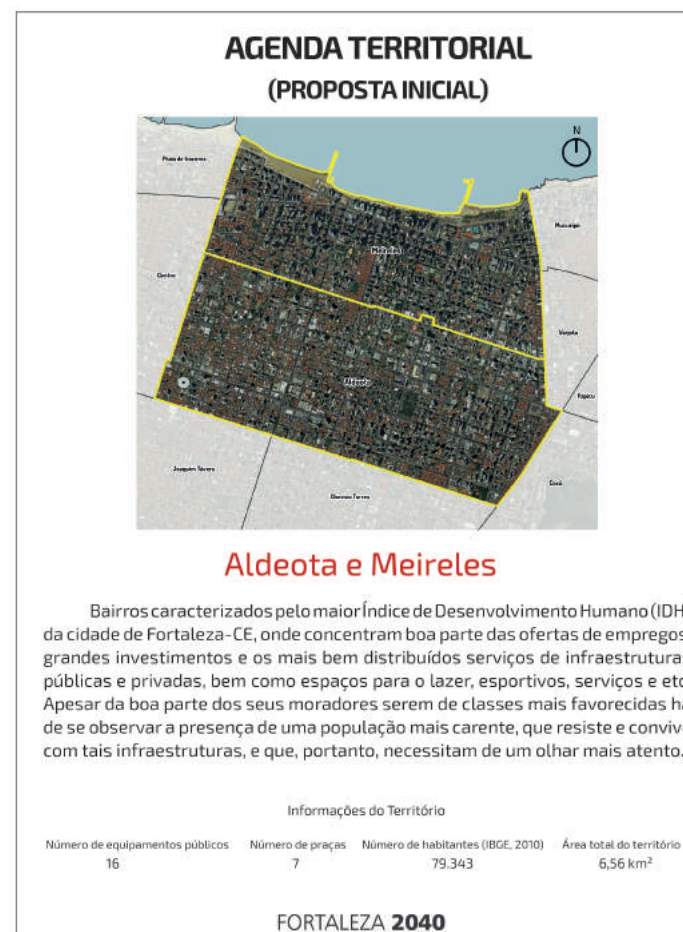 AGENDA TERRITORIAL
(PROPOSTA INICIAL)
N
Praia de Iracema
Mucuripe
Meireles
Centro
Varjota
Aldeota
Papicu
Joaquim Távora
Cocó
Dionísio Torres
Aldeota e Meireles
Bairros caracterizados pelo maior Índice de Desenvolvimento Humano (IDH
da cidade de Fortaleza-CE, onde concentram boa parte das ofertas de empregos
grandes investimentos e os mais bem distribuídos serviços de infraestrutura
públicas e privadas, bem como espaços para o lazer, esportivos, serviços e etc
Apesar da boa parte dos seus moradores serem de classes mais favorecidas há
de se observar a presença de uma população mais carente, que resiste e conviv
com tais infraestruturas, e que, portanto, necessitam de um olhar mais atento.
Informações do Território
Número de equipamentos públicos Número de praças Número de habitantes (IBGE, 2010) Área total do território
16 7 79.343 6,56 km²
FORTALEZA 2040